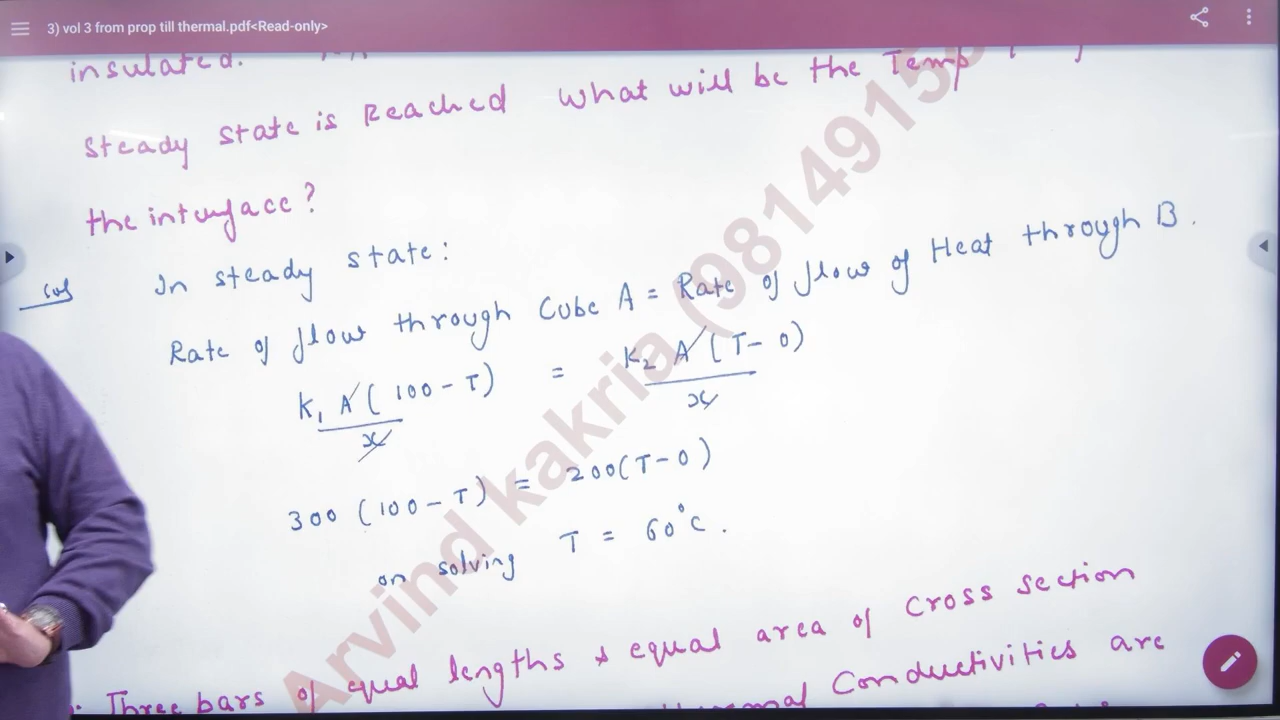 3) vol 3 from prop till thermal.pdf<Read-only>
insulated.
steady state is Reached what will be the Temp
the interface?
sol In steady state:
Rate of flow through Cube A = Rate of flow of Heat through B.
K₁ A (100 - T) / x = K₂ A (T - 0) / x
300 (100 - T) = 200 (T - 0)
on solving T = 60°C.
Three bars of equal lengths & equal area of cross section
thermal Conductivities are
Arvind kakria (981491